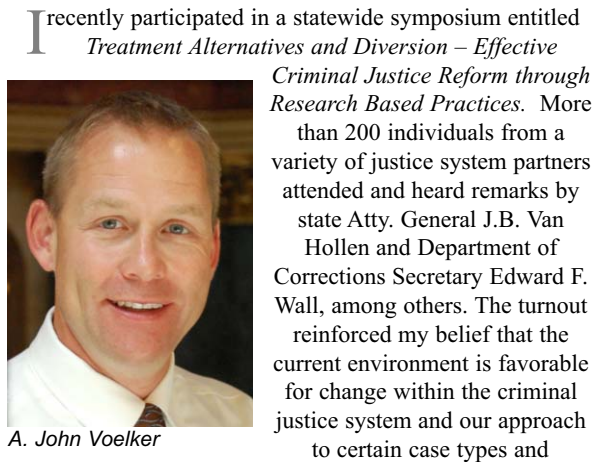 I recently participated in a statewide symposium entitled
Treatment Alternatives and Diversion – Effective
Criminal Justice Reform through
Research Based Practices. More
than 200 individuals from a
variety of justice system partners
attended and heard remarks by
state Atty. General J.B. Van
Hollen and Department of
Corrections Secretary Edward F.
Wall, among others. The turnout
reinforced my belief that the
current environment is favorable
for change within the criminal
justice system and our approach
to certain case types and
A. John Voelker